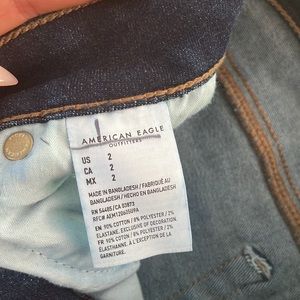 AMERICAN EAGLE
OUTFITTERS
US 2
CA 2
MX 2
MADE IN BANGLADESH / FABRIQUÉ AU
BANGLADESH / HECHO EN BANGLADESH
RN 54485/CA 03873
RFC# AEM1206059PA
EN: 90% COTTON / 8% POLYESTER / 2%
ELASTANE. EXCLUSIVE OF DECORATION
FR: 90% COTON / 8% POLYESTER / 2%
ÉLASTHANNE. À L'EXCEPTION DE LA
GARNITURE.